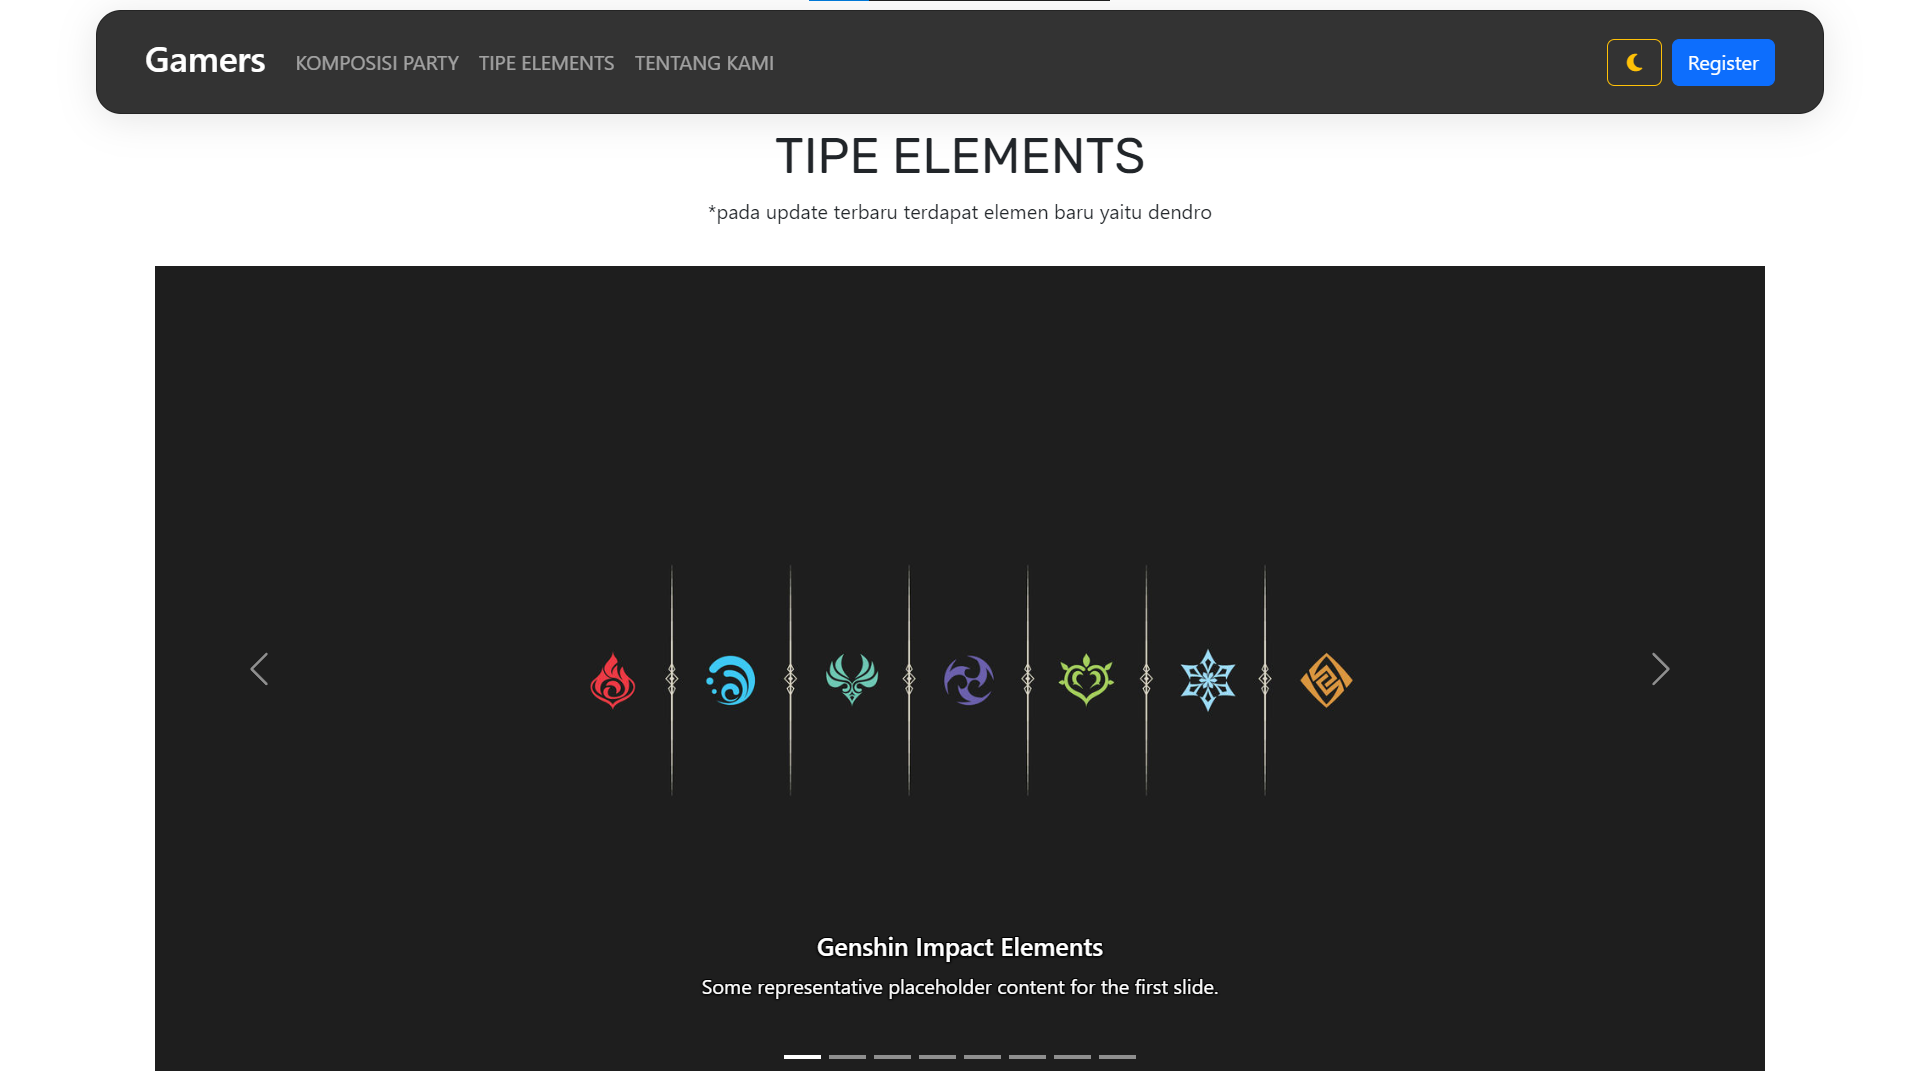 Gamers KOMPOSISI PARTY TIPE ELEMENTS TENTANG KAMI Register
TIPE ELEMENTS
*pada update terbaru terdapat elemen baru yaitu dendro
Genshin Impact Elements
Some representative placeholder content for the first slide.